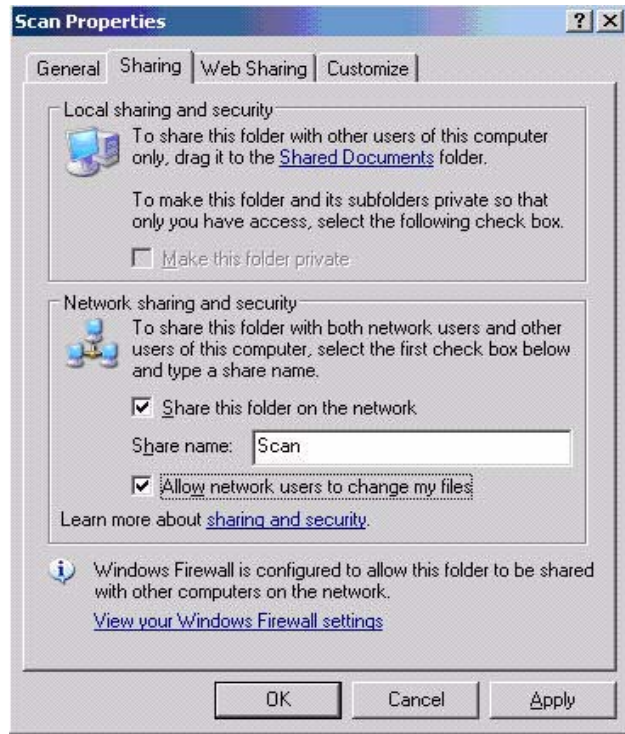 Scan Properties
General Sharing Web Sharing Customize
Local sharing and security
To share this folder with other users of this computer
only, drag it to the Shared Documents folder.
To make this folder and its subfolders private so that
only you have access, select the following check box.
Make this folder private
Network sharing and security
To share this folder with both network users and other
users of this computer, select the first check box below
and type a share name.
Share this folder on the network
Share name: Scan
Allow network users to change my files
Learn more about sharing and security.
Windows Firewall is configured to allow this folder to be shared
with other computers on the network.
View your Windows Firewall settings
OK Cancel Apply